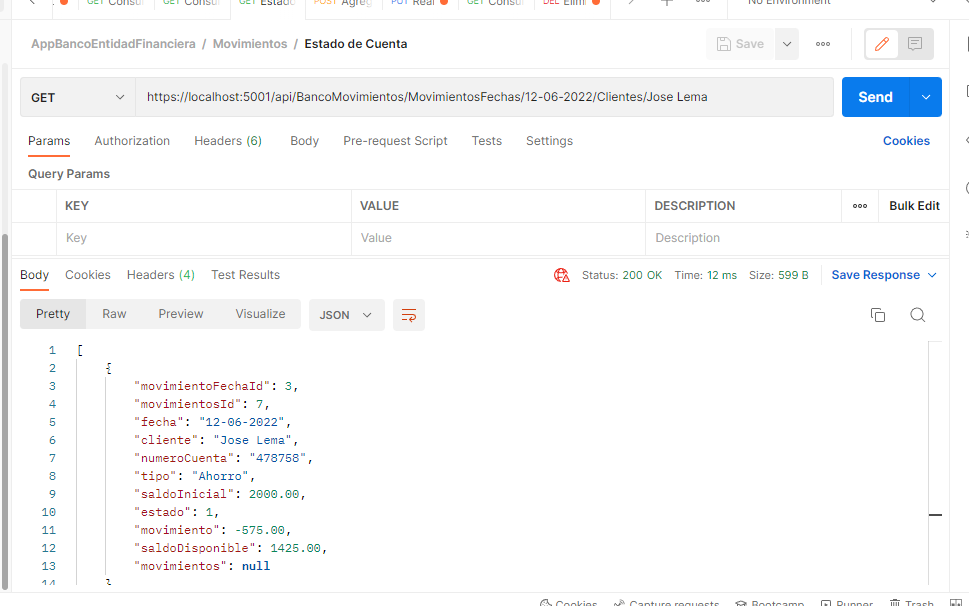 GET Consu GET Consu GET Estad POST Agreg PUT Real GET Consu DEL Elimi No Environment
AppBancoEntidadFinanciera / Movimientos / Estado de Cuenta
Save
GET https://localhost:5001/api/BancoMovimientos/MovimientosFechas/12-06-2022/Clientes/Jose Lema Send
Params Authorization Headers (6) Body Pre-request Script Tests Settings Cookies
Query Params
KEY VALUE DESCRIPTION Bulk Edit
Key Value Description
Body Cookies Headers (4) Test Results Status: 200 OK Time: 12 ms Size: 599 B Save Response
Pretty Raw Preview Visualize JSON
1 [
2 {
3 "movimientoFechaId": 3,
4 "movimientosId": 7,
5 "fecha": "12-06-2022",
6 "cliente": "Jose Lema",
7 "numeroCuenta": "478758",
8 "tipo": "Ahorro",
9 "saldoInicial": 2000.00,
10 "estado": 1,
11 "movimiento": -575.00,
12 "saldoDisponible": 1425.00,
13 "movimientos": null
14 }
Cookies Capture requests Bootcamp Runner Trash